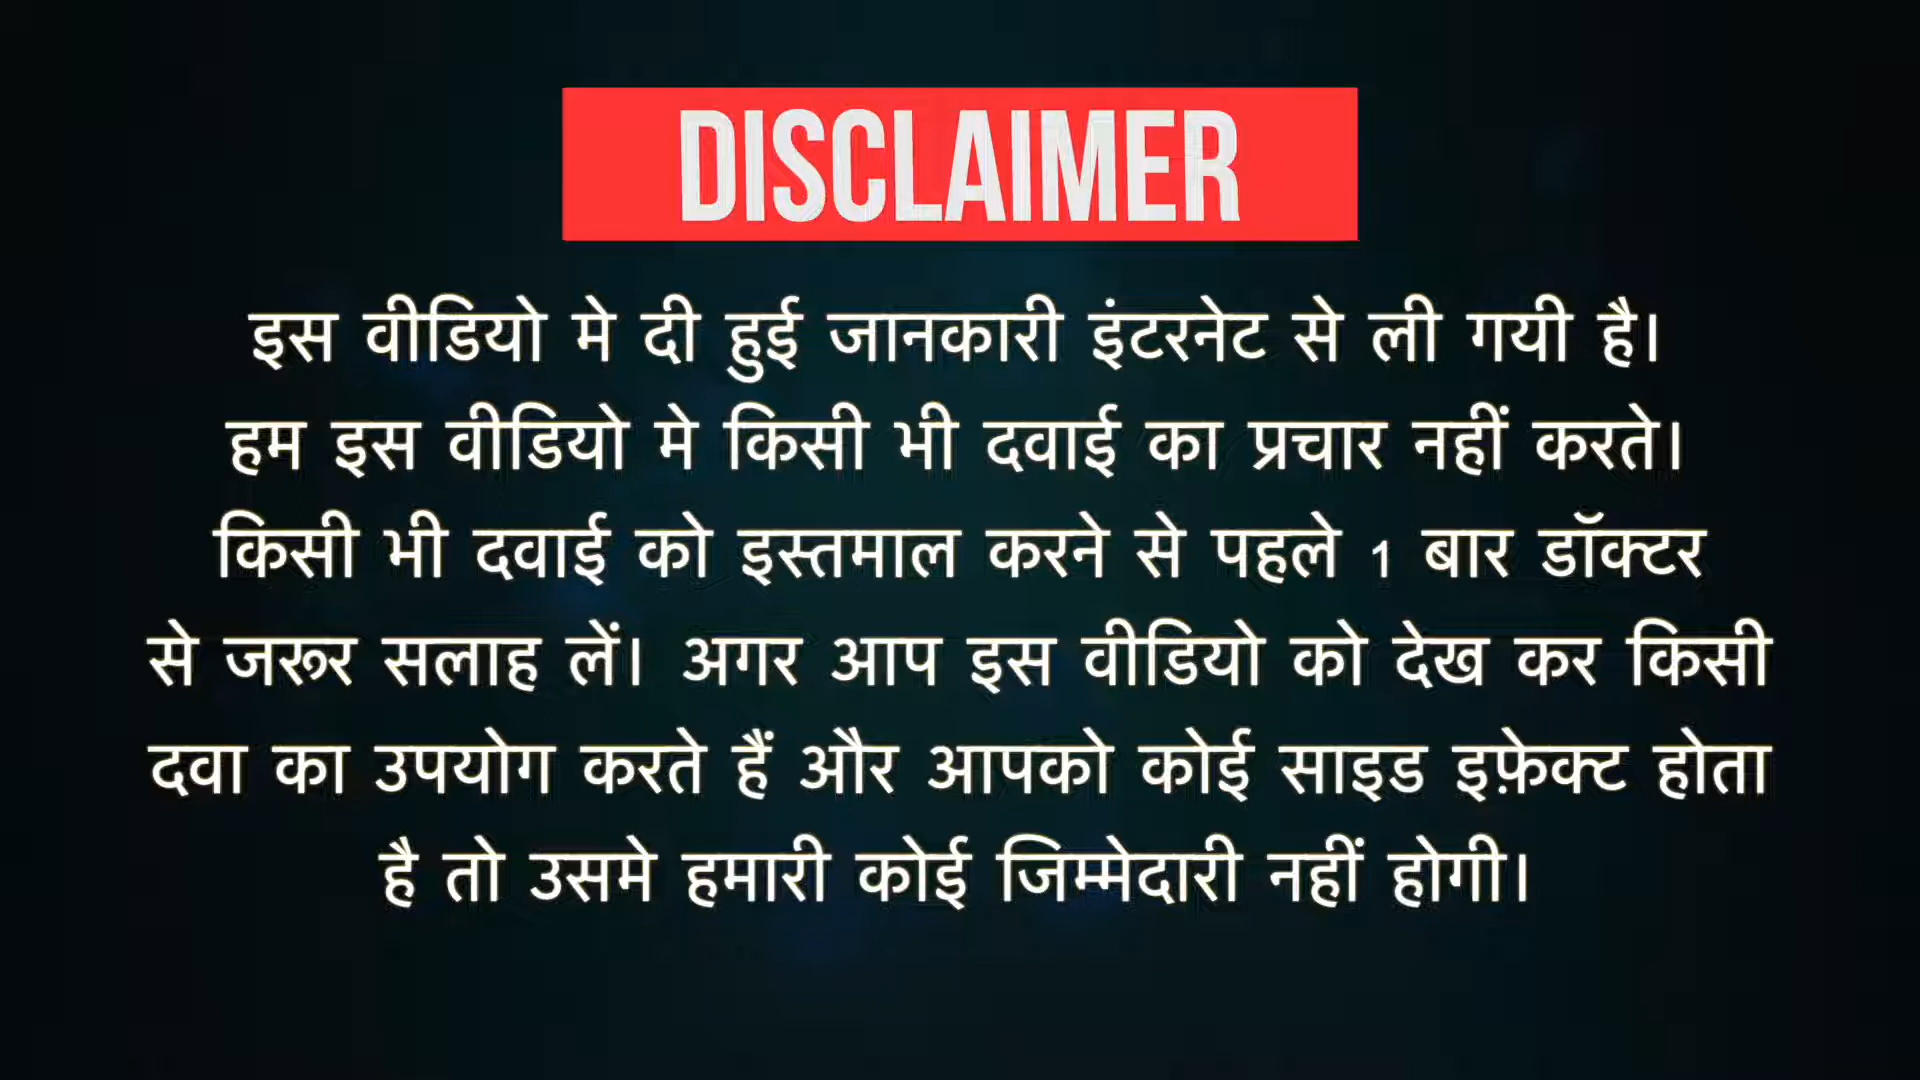 DISCLAIMER
इस वीडियो मे दी हुई जानकारी इंटरनेट से ली गयी है।
हम इस वीडियो मे किसी भी दवाई का प्रचार नहीं करते।
किसी भी दवाई को इस्तमाल करने से पहले 1 बार डॉक्टर
से जरूर सलाह लें। अगर आप इस वीडियो को देख कर किसी
दवा का उपयोग करते हैं और आपको कोई साइड इफ़ेक्ट होता
है तो उसमे हमारी कोई जिम्मेदारी नहीं होगी।